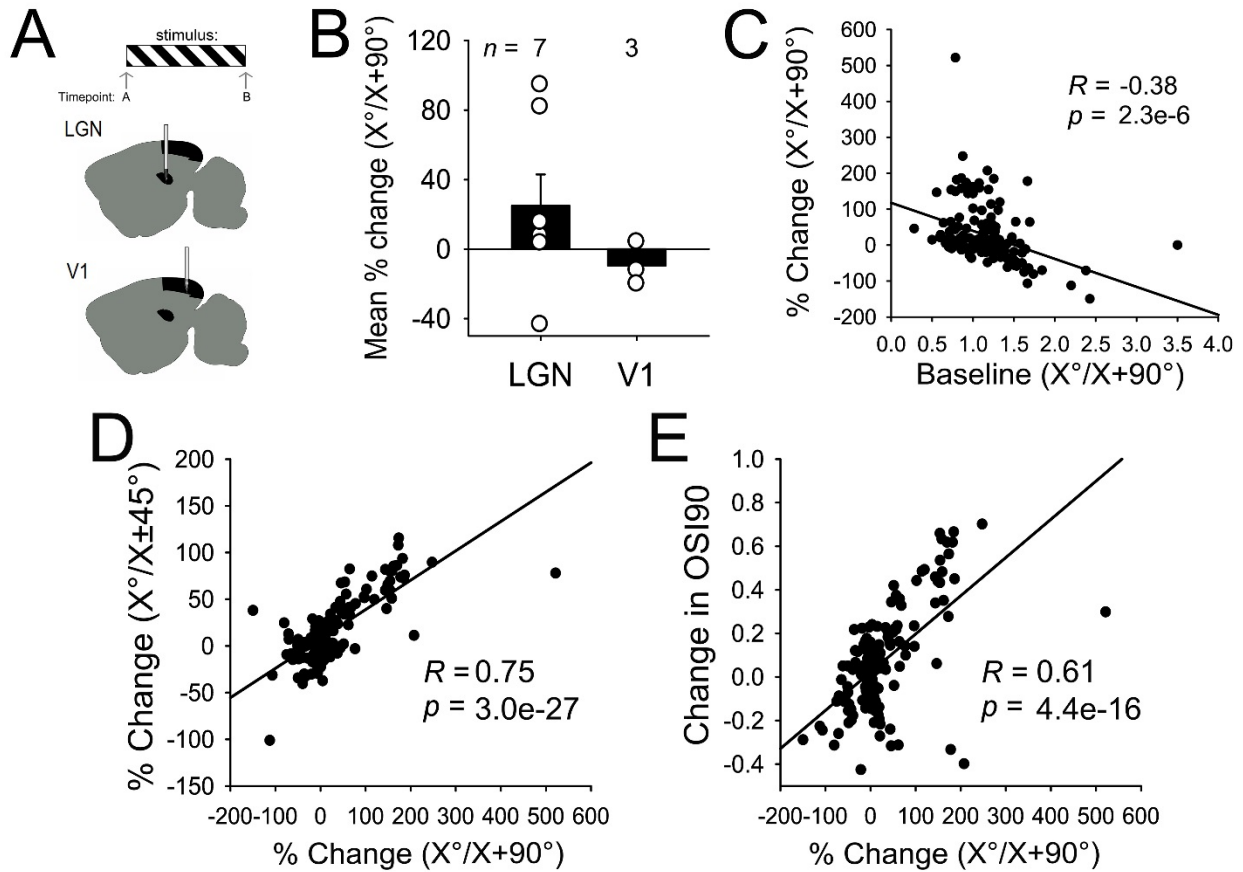 A
stimulus:
Timepoint: A B
LGN
V1
B
Mean % change (X°/X+90°)
n = 7 3
120
80
40
0
-40
LGN V1
C
% Change (X°/X+90°)
600
500
400
300
200
100
0
-100
-200
R = -0.38
p = 2.3e-6
0.0 0.5 1.0 1.5 2.0 2.5 3.0 3.5 4.0
Baseline (X°/X+90°)
D
% Change (X°/X±45°)
200
150
100
50
0
-50
-100
-150
R = 0.75
p = 3.0e-27
-200 -100 0 100 200 300 400 500 600
% Change (X°/X+90°)
E
Change in OSI90
1.0
0.8
0.6
0.4
0.2
0.0
-0.2
-0.4
R = 0.61
p = 4.4e-16
-200 -100 0 100 200 300 400 500 600
% Change (X°/X+90°)